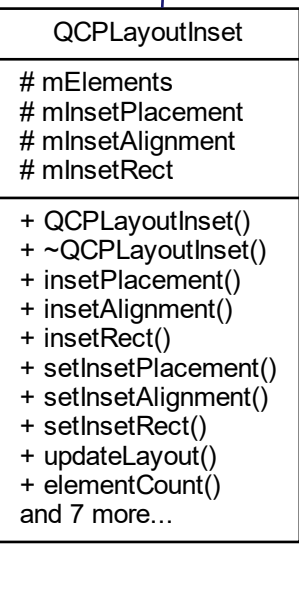 QCPLayoutInset
# mElements
# mInsetPlacement
# mInsetAlignment
# mInsetRect
+ QCPLayoutInset()
+ ~QCPLayoutInset()
+ insetPlacement()
+ insetAlignment()
+ insetRect()
+ setInsetPlacement()
+ setInsetAlignment()
+ setInsetRect()
+ updateLayout()
+ elementCount()
and 7 more...